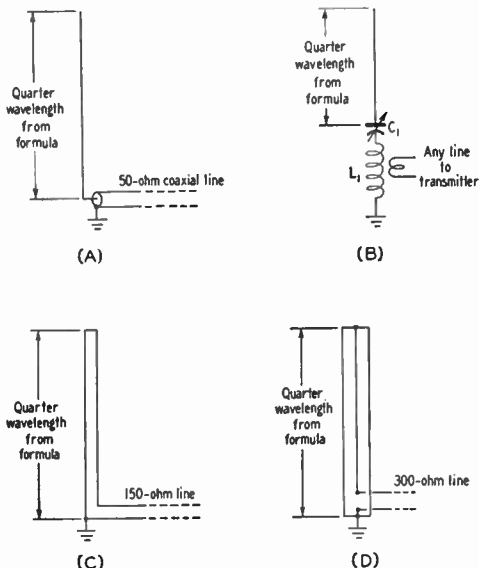 Quarter
wavelength
from
formula
50-ohm coaxial line
(A)
Quarter
wavelength
from
formula
C1
L1
Any line
to
transmitter
(B)
Quarter
wavelength
from
formula
150-ohm line
(C)
Quarter
wavelength
from
formula
300-ohm line
(D)